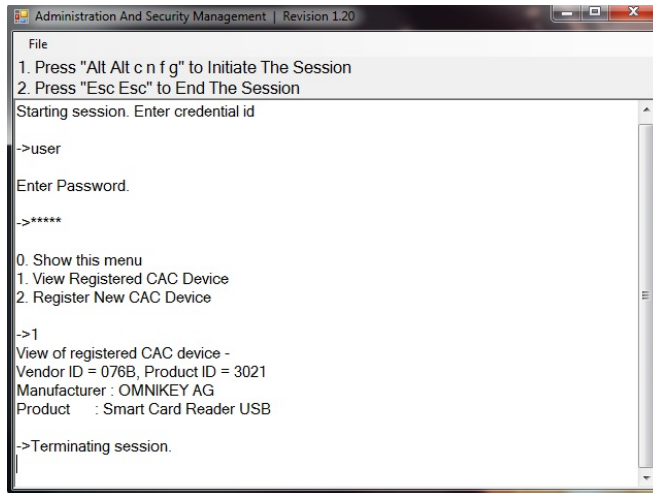 Administration And Security Management | Revision 1.20
File
1. Press "Alt Alt c n f g" to Initiate The Session
2. Press "Esc Esc" to End The Session
Starting session. Enter credential id
->user
Enter Password.
->*****
0. Show this menu
1. View Registered CAC Device
2. Register New CAC Device
->1
View of registered CAC device -
Vendor ID = 076B, Product ID = 3021
Manufacturer : OMNIKEY AG
Product : Smart Card Reader USB
->Terminating session.